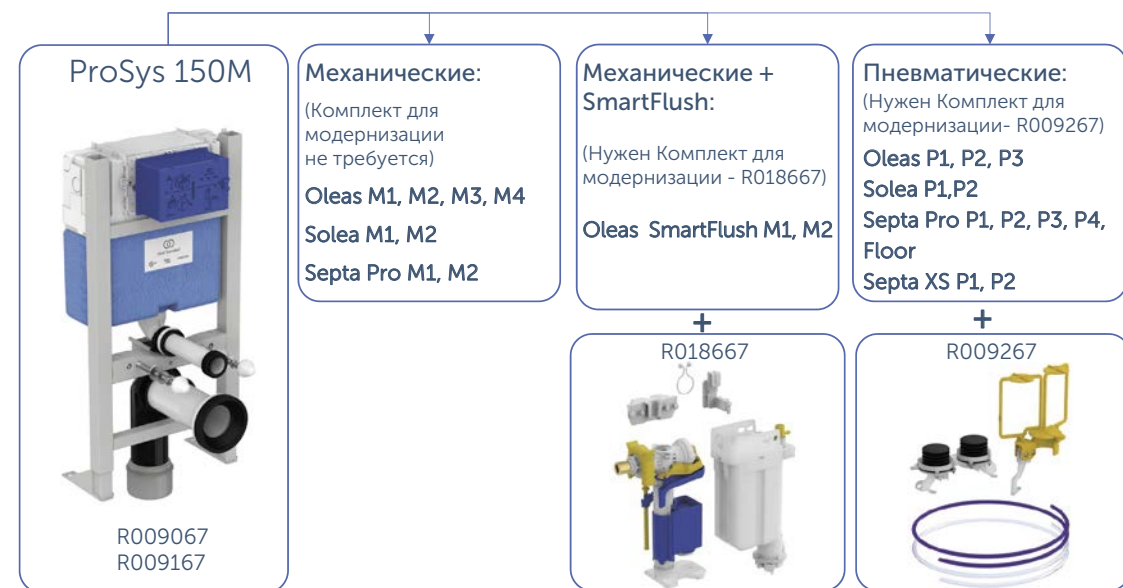 ProSys 150M
R009067
R009167
Механические:
(Комплект для
модернизации
не требуется)
Oleas M1, M2, M3, M4
Solea M1, M2
Septa Pro M1, M2
Механические +
SmartFlush:
(Нужен Комплект для
модернизации - R018667)
Oleas SmartFlush M1, M2
+
R018667
Пневматические:
(Нужен Комплект для
модернизации- R009267)
Oleas P1, P2, P3
Solea P1,P2
Septa Pro P1, P2, P3, P4,
Floor
Septa XS P1, P2
+
R009267